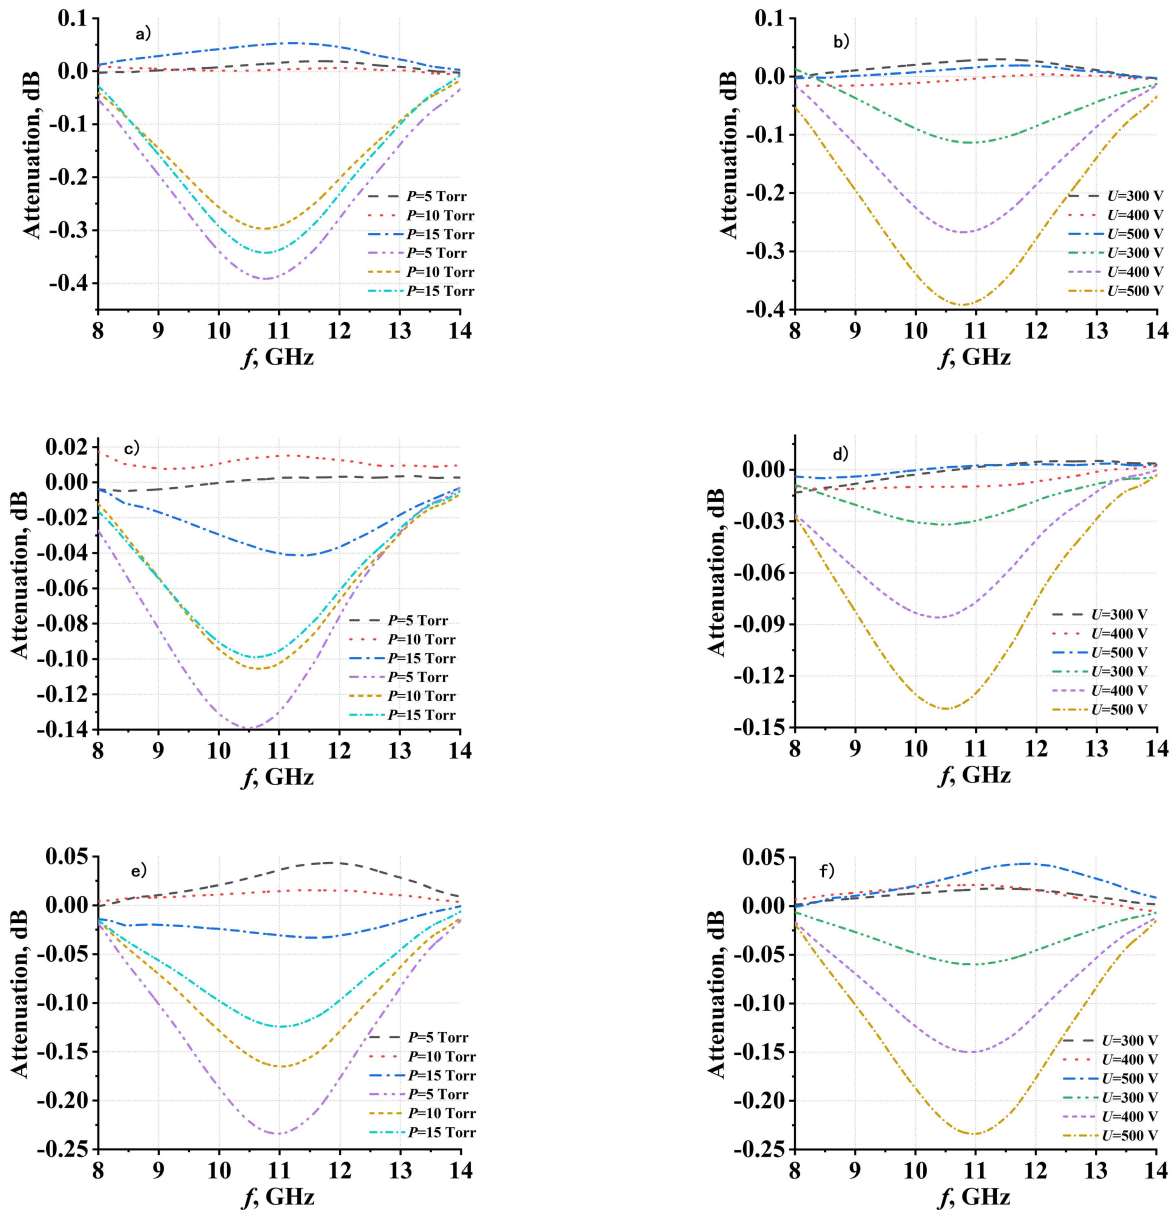 a)
Attenuation, dB
0.1
0.0
-0.1
-0.2
-0.3
-0.4
P=5 Torr
P=10 Torr
P=15 Torr
P=5 Torr
P=10 Torr
P=15 Torr
8 9 10 11 12 13 14
f, GHz
b)
Attenuation, dB
0.1
0.0
-0.1
-0.2
-0.3
-0.4
U=300 V
U=400 V
U=500 V
U=300 V
U=400 V
U=500 V
8 9 10 11 12 13 14
f, GHz
c)
Attenuation, dB
0.02
0.00
-0.02
-0.04
-0.06
-0.08
-0.10
-0.12
-0.14
P=5 Torr
P=10 Torr
P=15 Torr
P=5 Torr
P=10 Torr
P=15 Torr
8 9 10 11 12 13 14
f, GHz
d)
Attenuation, dB
0.00
-0.03
-0.06
-0.09
-0.12
-0.15
U=300 V
U=400 V
U=500 V
U=300 V
U=400 V
U=500 V
8 9 10 11 12 13 14
f, GHz
e)
Attenuation, dB
0.05
0.00
-0.05
-0.10
-0.15
-0.20
-0.25
P=5 Torr
P=10 Torr
P=15 Torr
P=5 Torr
P=10 Torr
P=15 Torr
8 9 10 11 12 13 14
f, GHz
f)
Attenuation, dB
0.05
0.00
-0.05
-0.10
-0.15
-0.20
-0.25
U=300 V
U=400 V
U=500 V
U=300 V
U=400 V
U=500 V
8 9 10 11 12 13 14
f, GHz